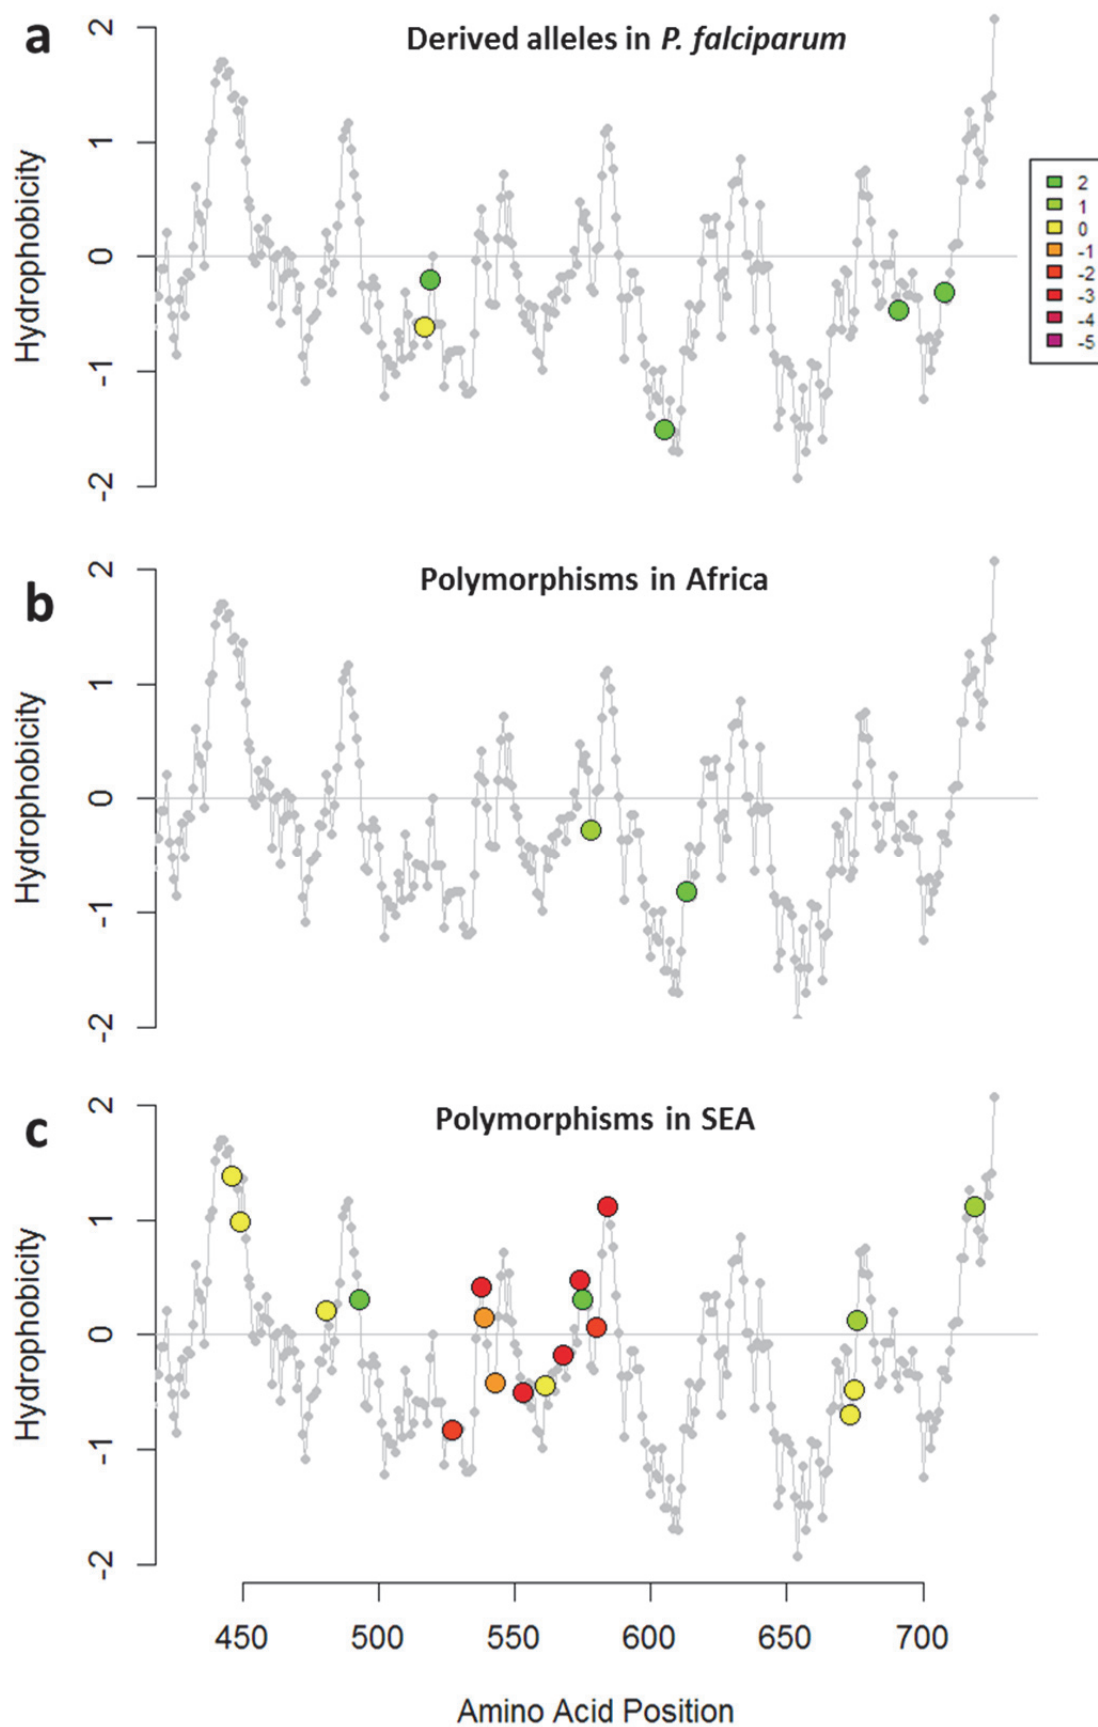 a
Derived alleles in P. falciparum
Hydrophobicity
2
1
0
-1
-2
2
1
0
-1
-2
-3
-4
-5
b
Polymorphisms in Africa
Hydrophobicity
2
1
0
-1
-2
c
Polymorphisms in SEA
Hydrophobicity
2
1
0
-1
-2
450 500 550 600 650 700
Amino Acid Position